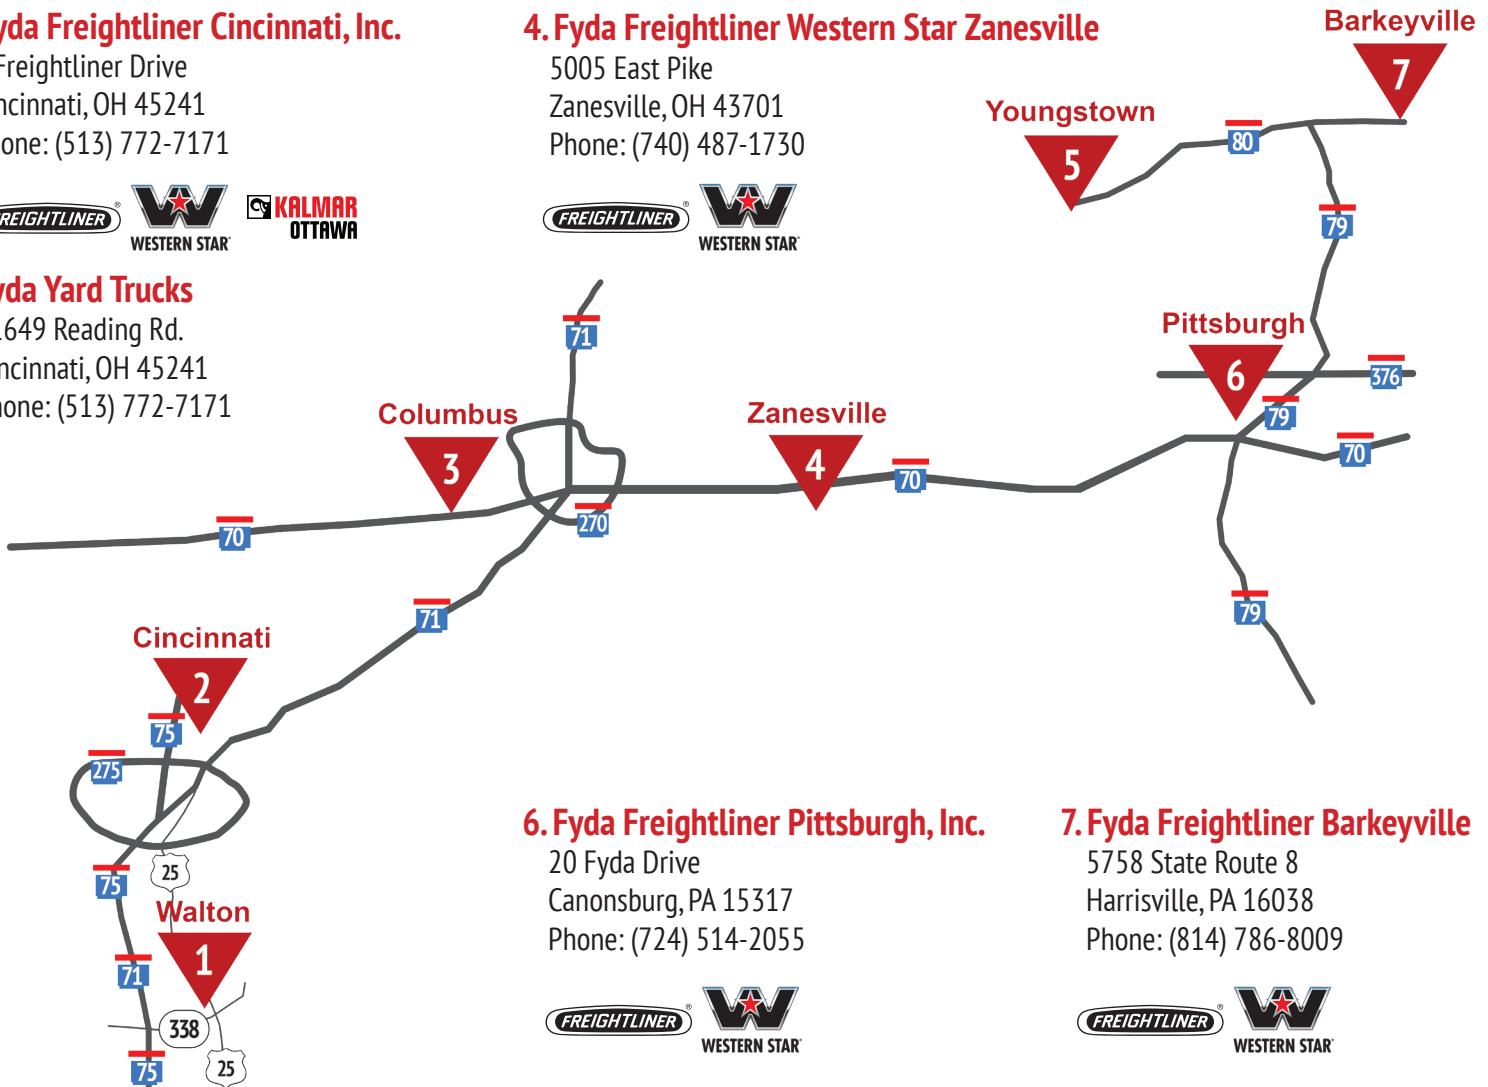 yda Freightliner Cincinnati, Inc.
Freightliner Drive
ncinnati, OH 45241
one: (513) 772-7171
REIGHTLINER®
WESTERN STAR®
KALMAR
OTTAWA
yda Yard Trucks
1649 Reading Rd.
ncinnati, OH 45241
hone: (513) 772-7171
4. Fyda Freightliner Western Star Zanesville
5005 East Pike
Zanesville, OH 43701
Phone: (740) 487-1730
FREIGHTLINER®
WESTERN STAR®
Barkeyville
7
Youngstown
5
80
79
Pittsburgh
6
376
79
70
71
Columbus
3
Zanesville
4
70
270
70
71
Cincinnati
2
75
275
75
25
Walton
1
71
338
75
25
6. Fyda Freightliner Pittsburgh, Inc.
20 Fyda Drive
Canonsburg, PA 15317
Phone: (724) 514-2055
FREIGHTLINER®
WESTERN STAR®
79
7. Fyda Freightliner Barkeyville
5758 State Route 8
Harrisville, PA 16038
Phone: (814) 786-8009
FREIGHTLINER®
WESTERN STAR®